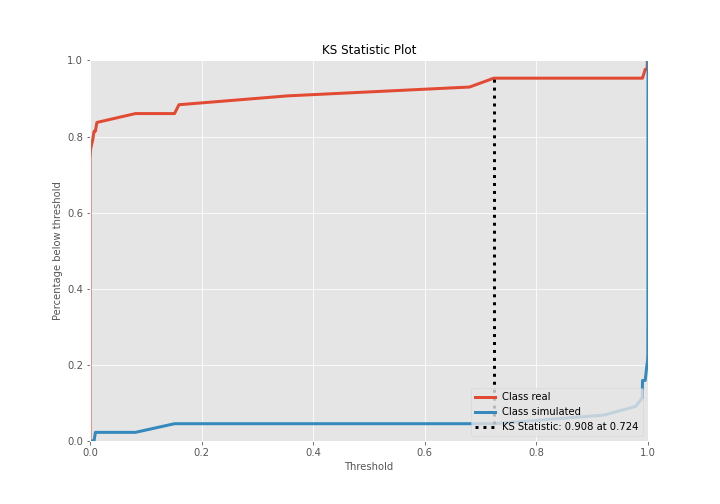 KS Statistic Plot
1.0
0.8
0.6
0.4
0.2
0.0
Percentage below threshold
Class real
Class simulated
KS Statistic: 0.908 at 0.724
0.0 0.2 0.4 0.6 0.8 1.0
Threshold